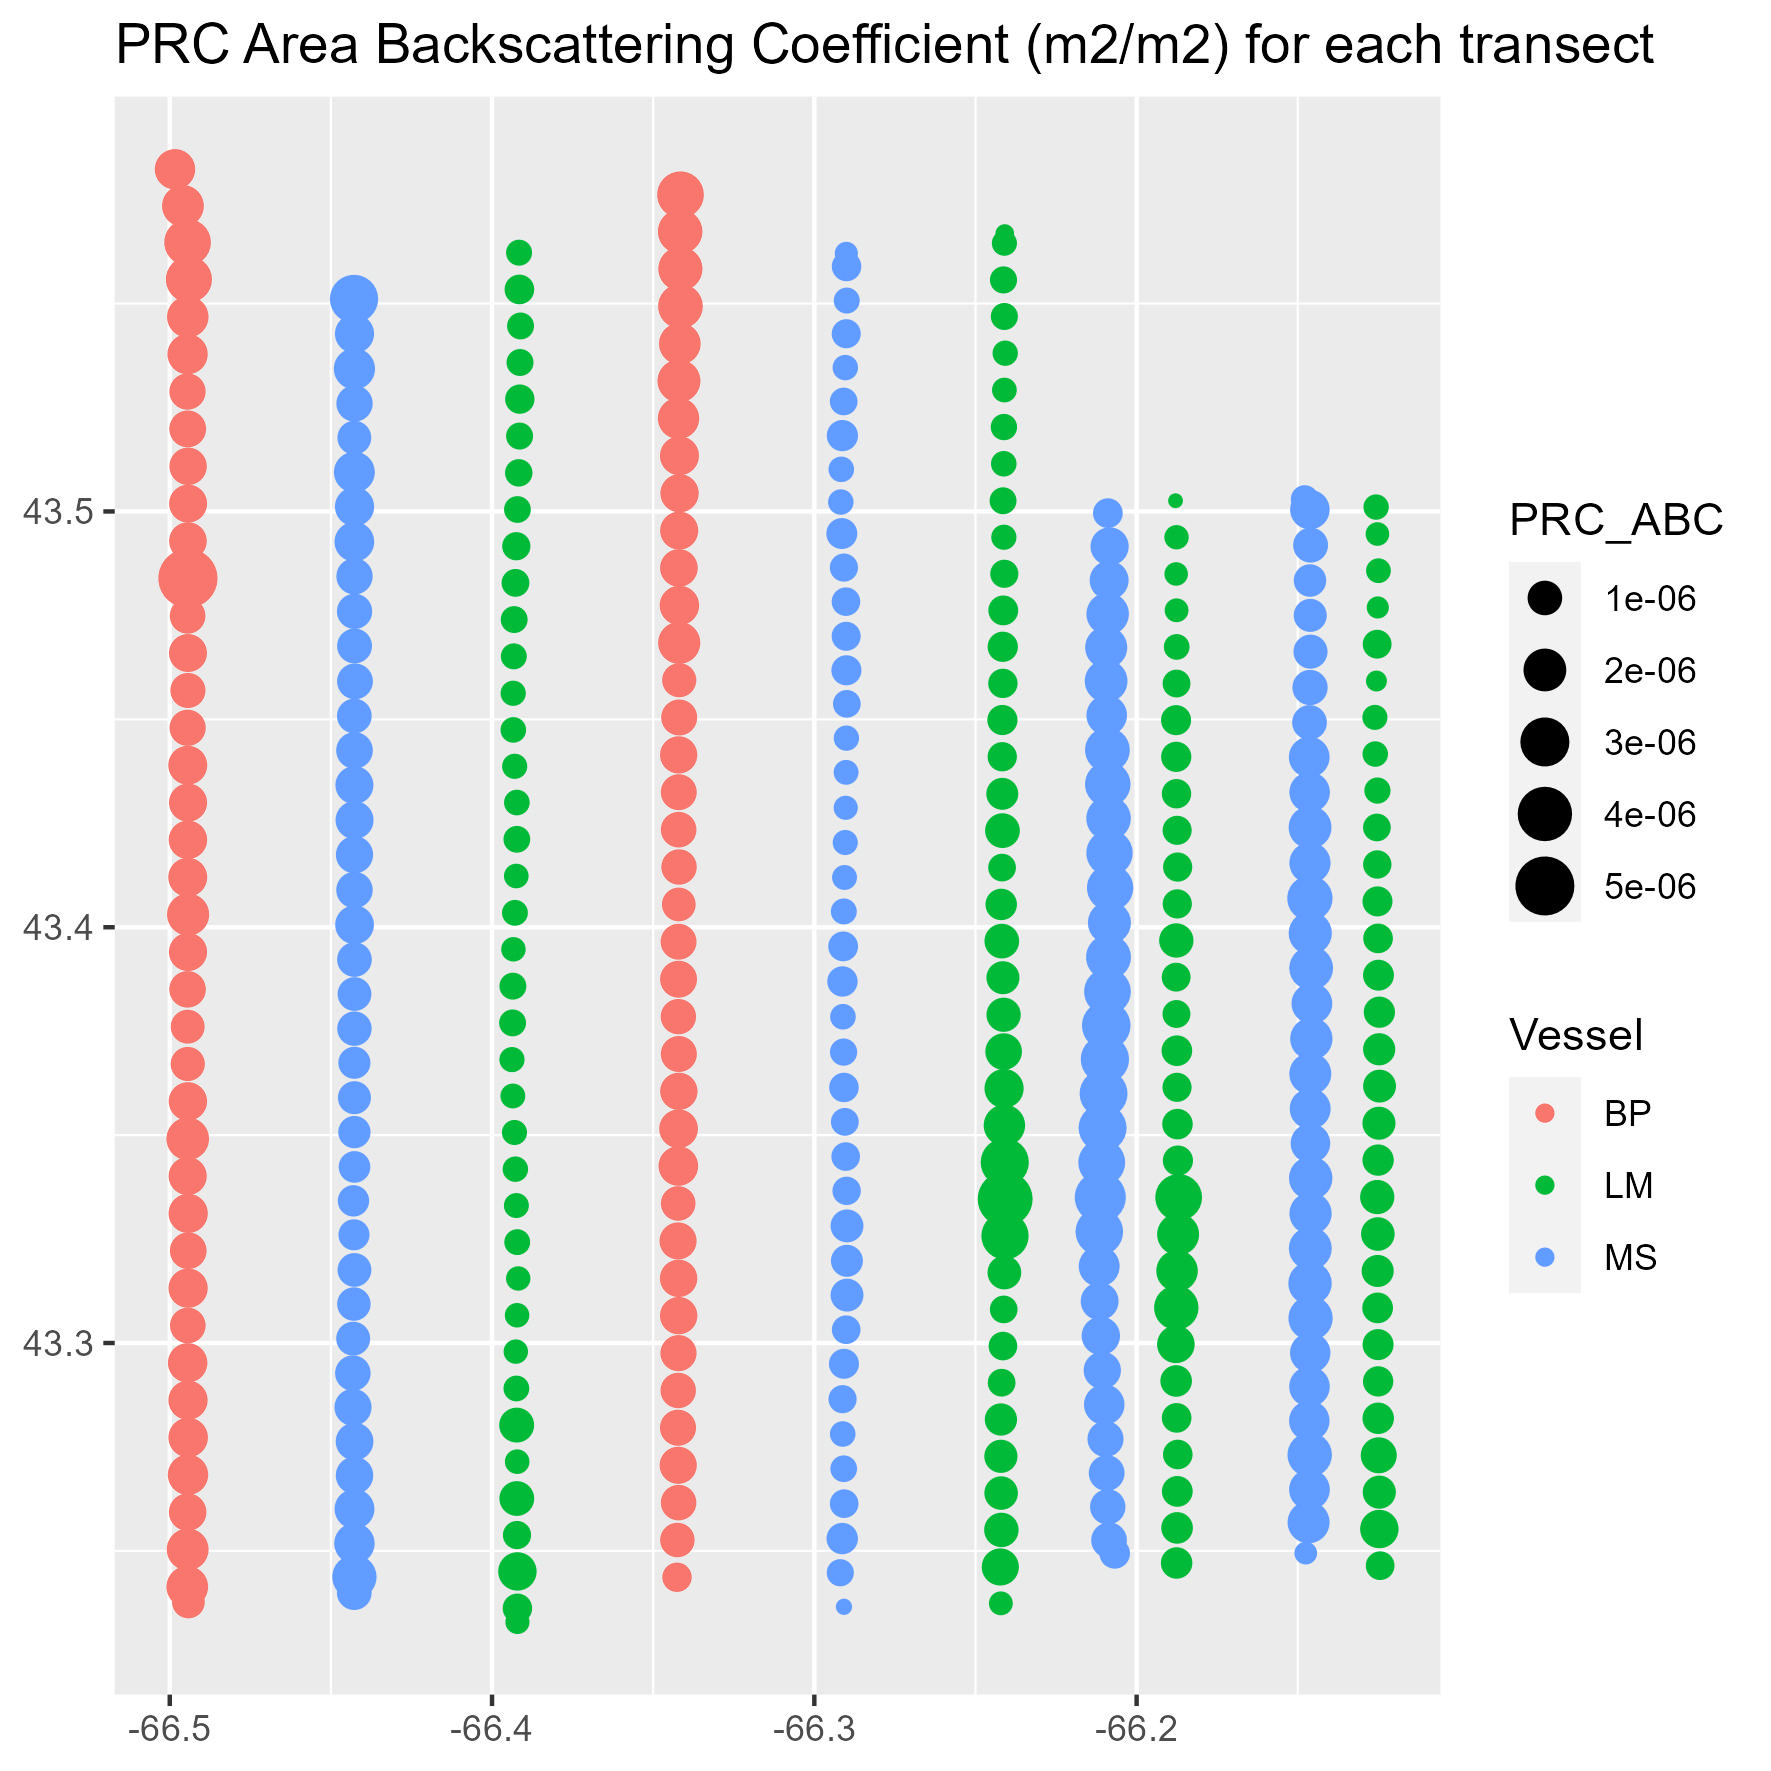 PRC Area Backscattering Coefficient (m2/m2) for each transect
43.5
43.4
43.3
-66.5
-66.4
-66.3
-66.2
PRC_ABC
1e-06
2e-06
3e-06
4e-06
5e-06
Vessel
BP
LM
MS